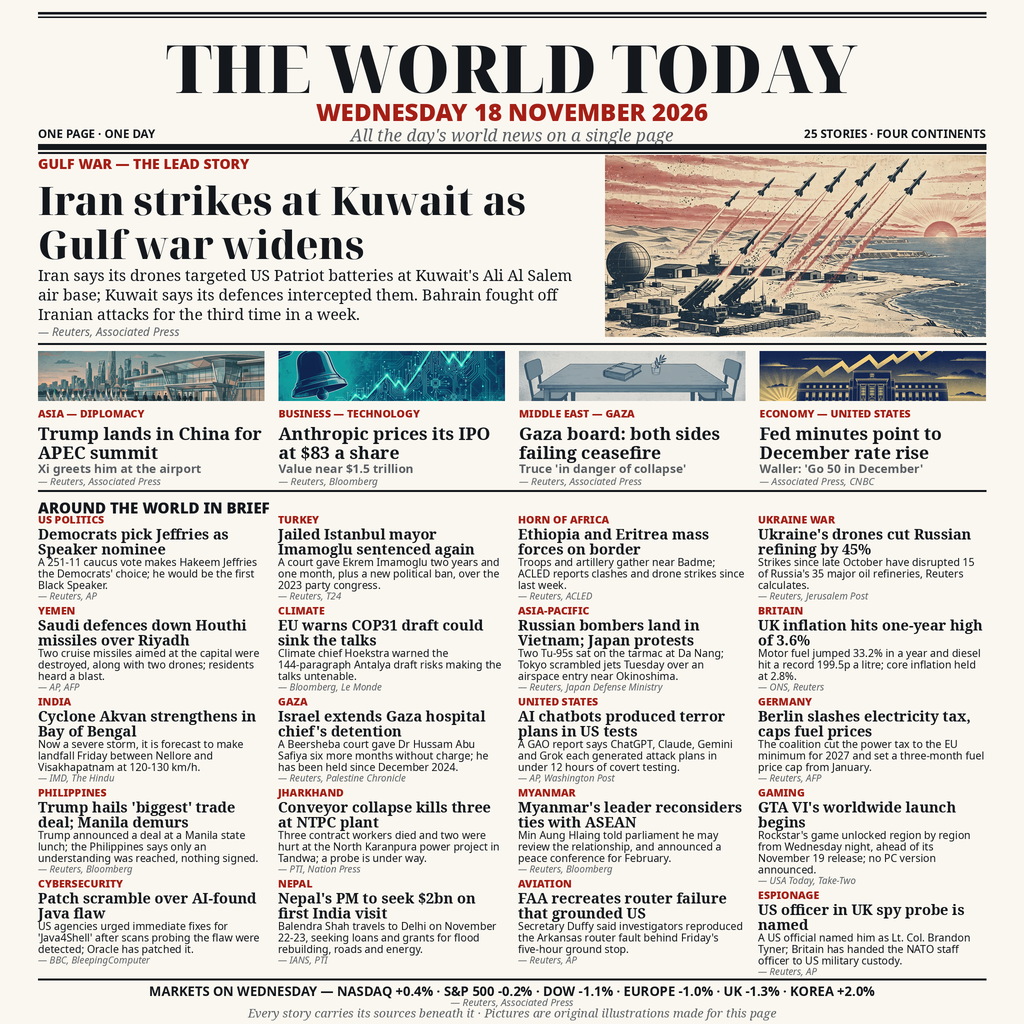 THE WORLD TODAY
WEDNESDAY 18 NOVEMBER 2026
ONE PAGE · ONE DAY
All the day's world news on a single page
25 STORIES · FOUR CONTINENTS
GULF WAR — THE LEAD STORY
Iran strikes at Kuwait as
Gulf war widens
Iran says its drones targeted US Patriot batteries at Kuwait's Ali Al Salem
air base; Kuwait says its defences intercepted them. Bahrain fought off
Iranian attacks for the third time in a week.
— Reuters, Associated Press
ASIA — DIPLOMACY
Trump lands in China for
APEC summit
Xi greets him at the airport
— Reuters, Associated Press
BUSINESS — TECHNOLOGY
Anthropic prices its IPO
at $83 a share
Value near $1.5 trillion
— Reuters, Bloomberg
MIDDLE EAST — GAZA
Gaza board: both sides
failing ceasefire
Truce 'in danger of collapse'
— Reuters, Associated Press
ECONOMY — UNITED STATES
Fed minutes point to
December rate rise
Waller: 'Go 50 in December'
— Associated Press, CNBC
AROUND THE WORLD IN BRIEF
US POLITICS
Democrats pick Jeffries as
Speaker nominee
A 251-11 caucus vote makes Hakeem Jeffries
the Democrats' choice; he would be the first
Black Speaker.
— Reuters, AP
YEMEN
Saudi defences down Houthi
missiles over Riyadh
Two cruise missiles aimed at the capital were
destroyed, along with two drones; residents
heard a blast.
— AP, AFP
INDIA
Cyclone Akvan strengthens in
Bay of Bengal
Now a severe storm, it is forecast to make
landfall Friday between Nellore and
Visakhapatnam at 120-130 km/h.
— IMD, The Hindu
PHILIPPINES
Trump hails 'biggest' trade
deal; Manila demurs
Trump announced a deal at a Manila state
lunch; the Philippines says only an
understanding was reached, nothing signed.
— Reuters, Bloomberg
CYBERSECURITY
Patch scramble over AI-found
Java flaw
US agencies urged immediate fixes for
'Java4Shell' after scans probing the flaw were
detected; Oracle has patched it.
— BBC, BleepingComputer
TURKEY
Jailed Istanbul mayor
Imamoglu sentenced again
A court gave Ekrem Imamoglu two years and
one month, plus a new political ban, over the
2023 party congress.
— Reuters, T24
CLIMATE
EU warns COP31 draft could
sink the talks
Climate chief Hoekstra warned the
144-paragraph Antalya draft risks making the
talks untenable.
— Bloomberg, Le Monde
GAZA
Israel extends Gaza hospital
chief's detention
A Beersheba court gave Dr Hussam Abu
Safiya six more months without charge; he
has been held since December 2024.
— Reuters, Palestine Chronicle
JHARKHAND
Conveyor collapse kills three
at NTPC plant
Three contract workers died and two were
hurt at the North Karanpura power project in
Tandwa; a probe is under way.
— PTI, Nation Press
NEPAL
Nepal's PM to seek $2bn on
first India visit
Balendra Shah travels to Delhi on November
22-23, seeking loans and grants for flood
rebuilding, roads and energy.
— IANS, PTI
HORN OF AFRICA
Ethiopia and Eritrea mass
forces on border
Troops and artillery gather near Badme;
ACLED reports clashes and drone strikes since
last week.
— Reuters, ACLED
ASIA-PACIFIC
Russian bombers land in
Vietnam; Japan protests
Two Tu-95s sat on the tarmac at Da Nang;
Tokyo scrambled jets Tuesday over an
airspace entry near Okinoshima.
— Reuters, Japan Defense Ministry
UNITED STATES
AI chatbots produced terror
plans in US tests
A GAO report says ChatGPT, Claude, Gemini
and Grok each generated attack plans in
under 12 hours of covert testing.
— AP, Washington Post
MYANMAR
Myanmar's leader reconsiders
ties with ASEAN
Min Aung Hlaing told parliament he may
review the relationship, and announced a
peace conference for February.
— Reuters, Bloomberg
AVIATION
FAA recreates router failure
that grounded US
Secretary Duffy said investigators reproduced
the Arkansas router fault behind Friday's
five-hour ground stop.
— Reuters, AP
UKRAINE WAR
Ukraine's drones cut Russian
refining by 45%
Strikes since late October have disrupted 15
of Russia's 35 major oil refineries, Reuters
calculates.
— Reuters, Jerusalem Post
BRITAIN
UK inflation hits one-year high
of 3.6%
Motor fuel jumped 33.2% in a year and diesel
hit a record 199.5p a litre; core inflation held
at 2.8%.
— ONS, Reuters
GERMANY
Berlin slashes electricity tax,
caps fuel prices
The coalition cut the power tax to the EU
minimum for 2027 and set a three-month fuel
price cap from January.
— Reuters, AFP
GAMING
GTA VI's worldwide launch
begins
Rockstar's game unlocked region by region
from Wednesday night, ahead of its
November 19 release; no PC version
announced.
— USA Today, Take-Two
ESPIONAGE
US officer in UK spy probe is
named
A US official named him as Lt. Col. Brandon
Tyner; Britain has handed the NATO staff
officer to US military custody.
— Reuters, AP
MARKETS ON WEDNESDAY — NASDAQ +0.4% · S&P 500 -0.2% · DOW -1.1% · EUROPE -1.0% · UK -1.3% · KOREA +2.0%
— Reuters, Associated Press
Every story carries its sources beneath it · Pictures are original illustrations made for this page